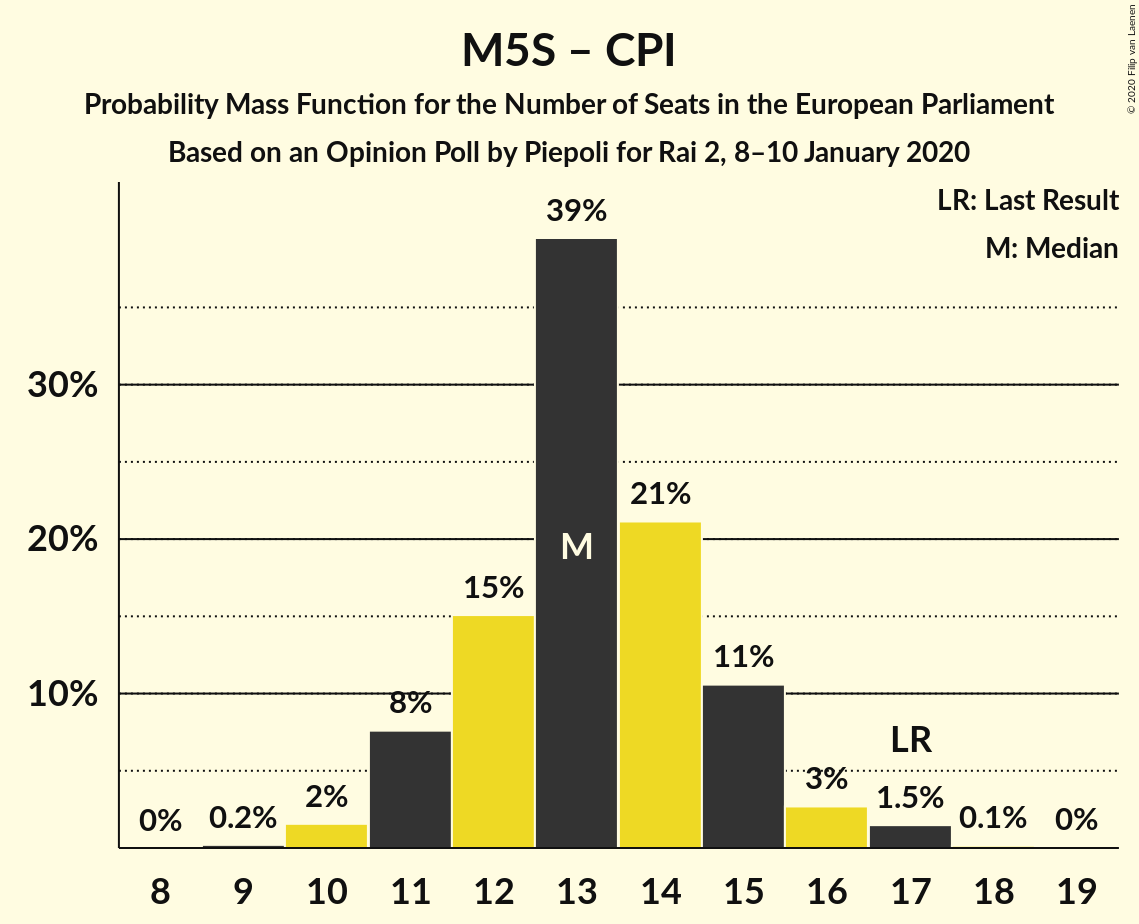 M5S – CPI
Probability Mass Function for the Number of Seats in the European Parliament
Based on an Opinion Poll by Piepoli for Rai 2, 8–10 January 2020
© 2020 Filip van Laenen
LR: Last Result
M: Median
39%
30%
21%
20%
M
15%
11%
10%
8%
LR
3%
2%
1.5%
0%
0.2%
0.1%
0%
8 9 10 11 12 13 14 15 16 17 18 19